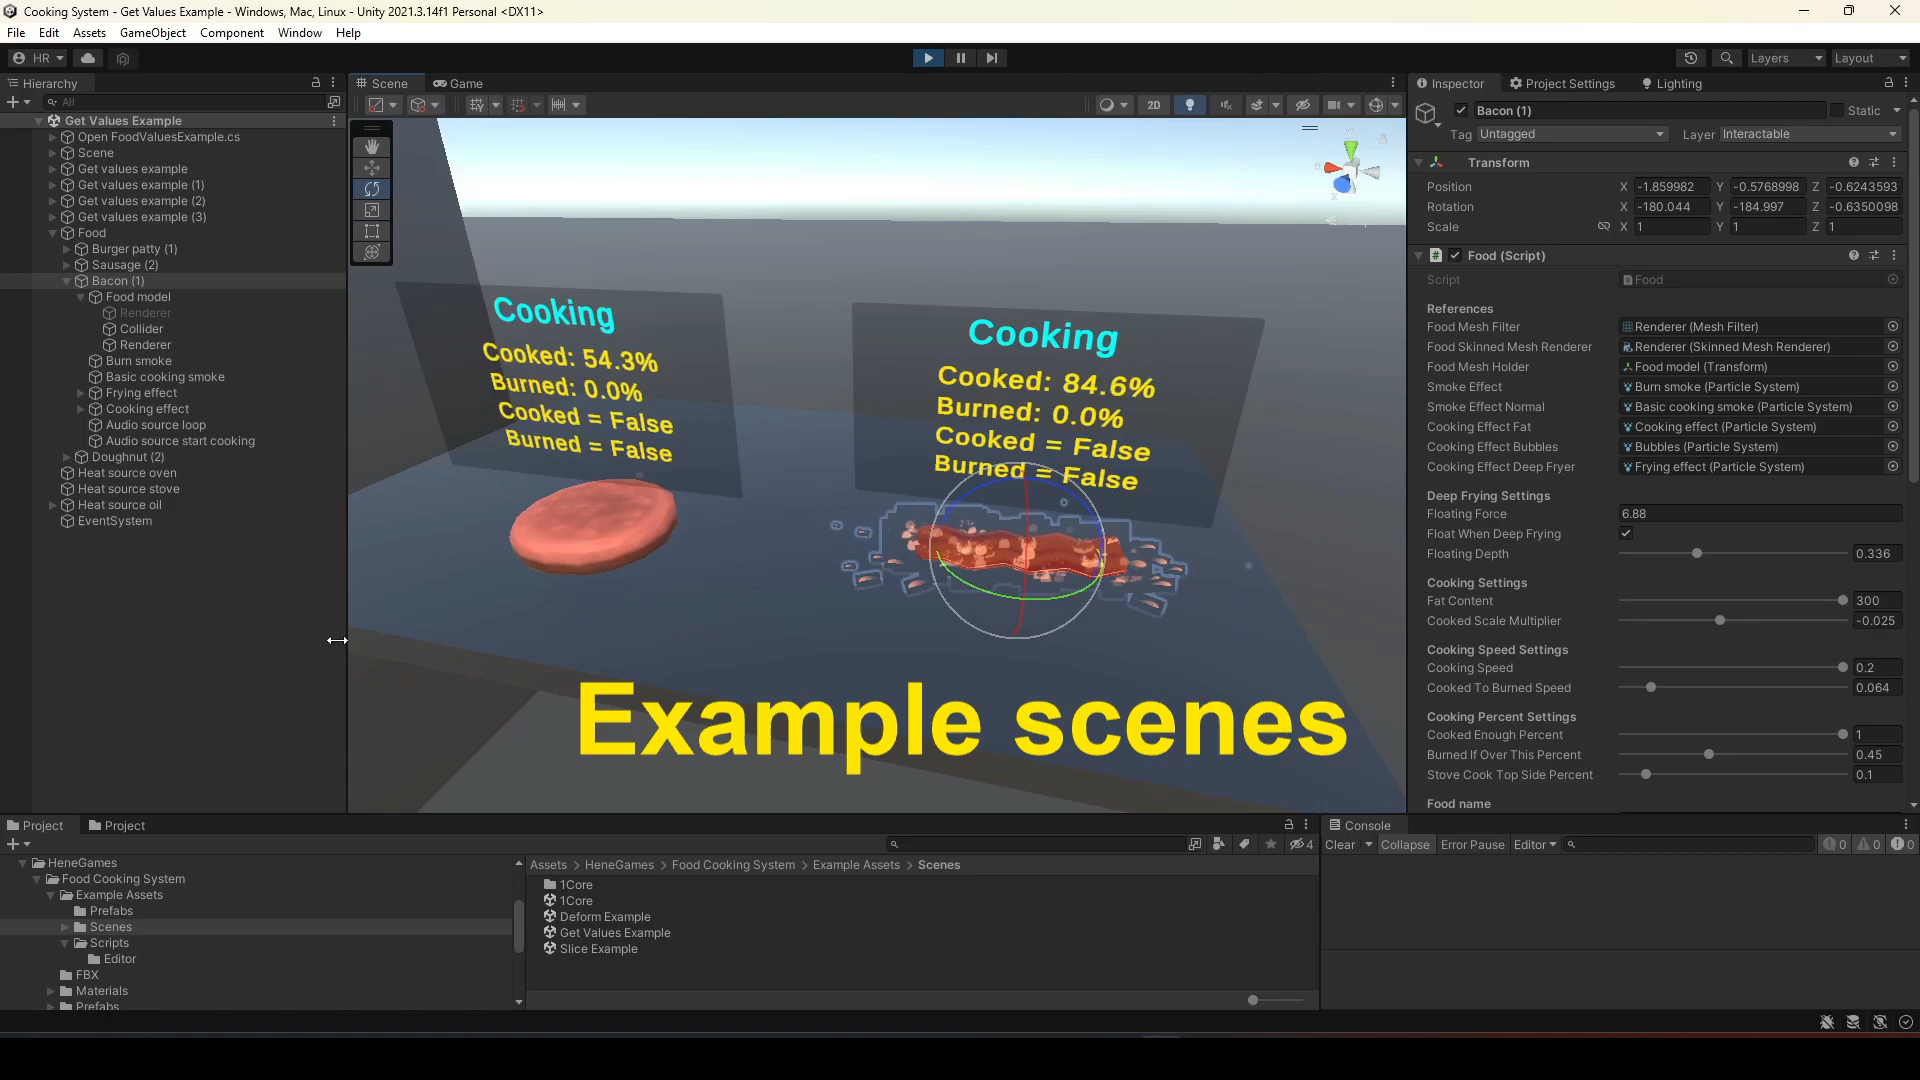 Cooking System - Get Values Example - Windows, Mac, Linux - Unity 2021.3.14f1 Personal <DX11>
File Edit Assets GameObject Component Window Help
HR Layers Layout
Hierarchy
All
Get Values Example
Open FoodValuesExample.cs
Scene
Get values example
Get values example (1)
Get values example (2)
Get values example (3)
Food
Burger patty (1)
Sausage (2)
Bacon (1)
Food model
Renderer
Collider
Renderer
Burn smoke
Basic cooking smoke
Frying effect
Cooking effect
Audio source loop
Audio source start cooking
Doughnut (2)
Heat source oven
Heat source stove
Heat source oil
EventSystem
Scene Game
2D
Cooking
Cooked: 54.3%
Burned: 0.0%
Cooked = False
Burned = False
Cooking
Cooked: 84.6%
Burned: 0.0%
Cooked = False
Burned = False
Example scenes
Inspector Project Settings Lighting
Bacon (1) Static
Tag Untagged Layer Interactable
Transform
Position X -1.859982 Y -0.5768998 Z -0.6243593
Rotation X -180.044 Y -184.997 Z -0.6350098
Scale X 1 Y 1 Z 1
Food (Script)
Script Food
References
Food Mesh Filter Renderer (Mesh Filter)
Food Skinned Mesh Renderer Renderer (Skinned Mesh Renderer)
Food Mesh Holder Food model (Transform)
Smoke Effect Burn smoke (Particle System)
Smoke Effect Normal Basic cooking smoke (Particle System)
Cooking Effect Fat Cooking effect (Particle System)
Cooking Effect Bubbles Bubbles (Particle System)
Cooking Effect Deep Fryer Frying effect (Particle System)
Deep Frying Settings
Floating Force 6.88
Float When Deep Frying
Floating Depth 0.336
Cooking Settings
Fat Content 300
Cooked Scale Multiplier -0.025
Cooking Speed Settings
Cooking Speed 0.2
Cooked To Burned Speed 0.064
Cooking Percent Settings
Cooked Enough Percent 1
Burned If Over This Percent 0.45
Stove Cook Top Side Percent 0.1
Food name
Project Project
4
HeneGames
Food Cooking System
Example Assets
Prefabs
Scenes
Scripts
Editor
FBX
Materials
Prefabs
Assets > HeneGames > Food Cooking System > Example Assets > Scenes
1Core
1Core
Deform Example
Get Values Example
Slice Example
Console
Clear Collapse Error Pause Editor 0 0 0